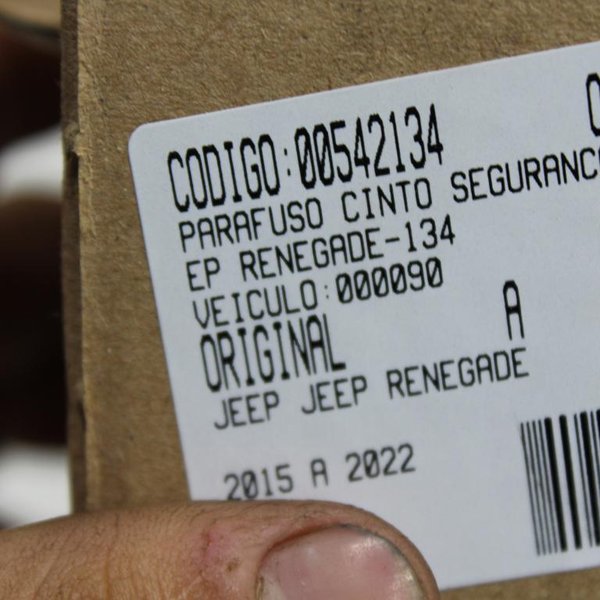 CODIGO:00542134
PARAFUSO CINTO SEGURANC
EP RENEGADE-134
VEICULO:000090
ORIGINAL A
JEEP JEEP RENEGADE
2015 A 2022